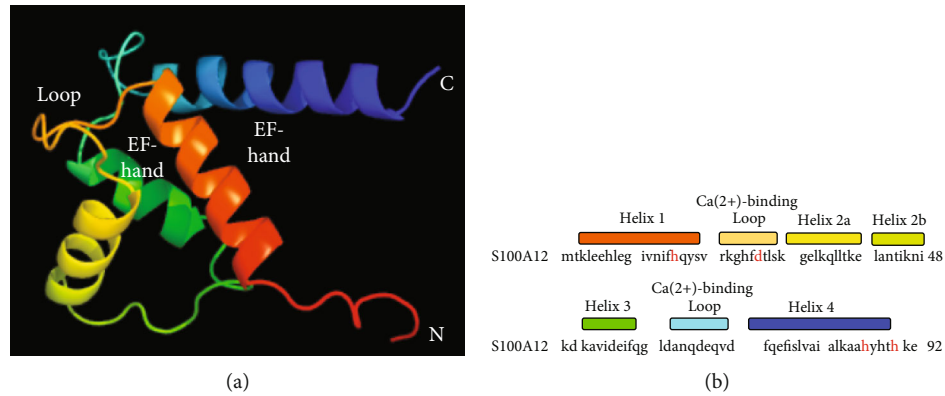 C
Loop
EF-
hand
EF-
hand
N
(a)
Ca(2+)-binding
Helix 1 Loop Helix 2a Helix 2b
S100A12 mtkleehleg ivnifhqysv rkghfdtlsk gelkqlltke lantikni 48
Ca(2+)-binding
Helix 3 Loop Helix 4
S100A12 kd kavideifqg ldanqdeqvd fqefislvai alkaahyhth ke 92
(b)